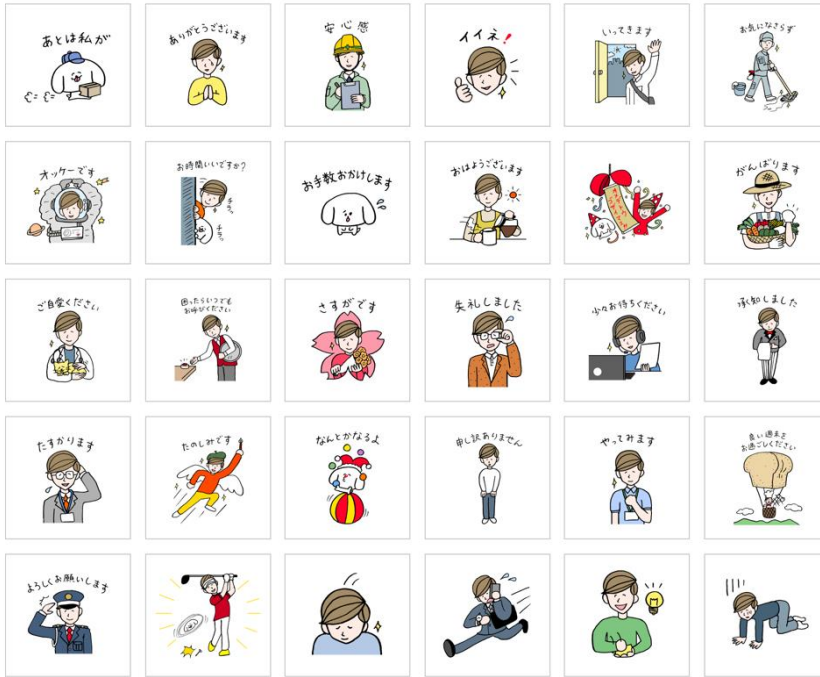 あとは私が
ありがとうございます
安心感
イイネ!
いってきます
お気になさらず
オッケーです
お時間いいですか?
チラッ
チラッ
お手数おかけします
おはようございます
がんばります
ご自愛ください
困ったらいつでも
お呼びください
さすがです
失礼しました
少々お待ちください
承知しました
たすかります
たのしみです
なんとかなるよ
申し訳ありません
やってみます
良い週末を
お過ごしください
よろしくお願いします